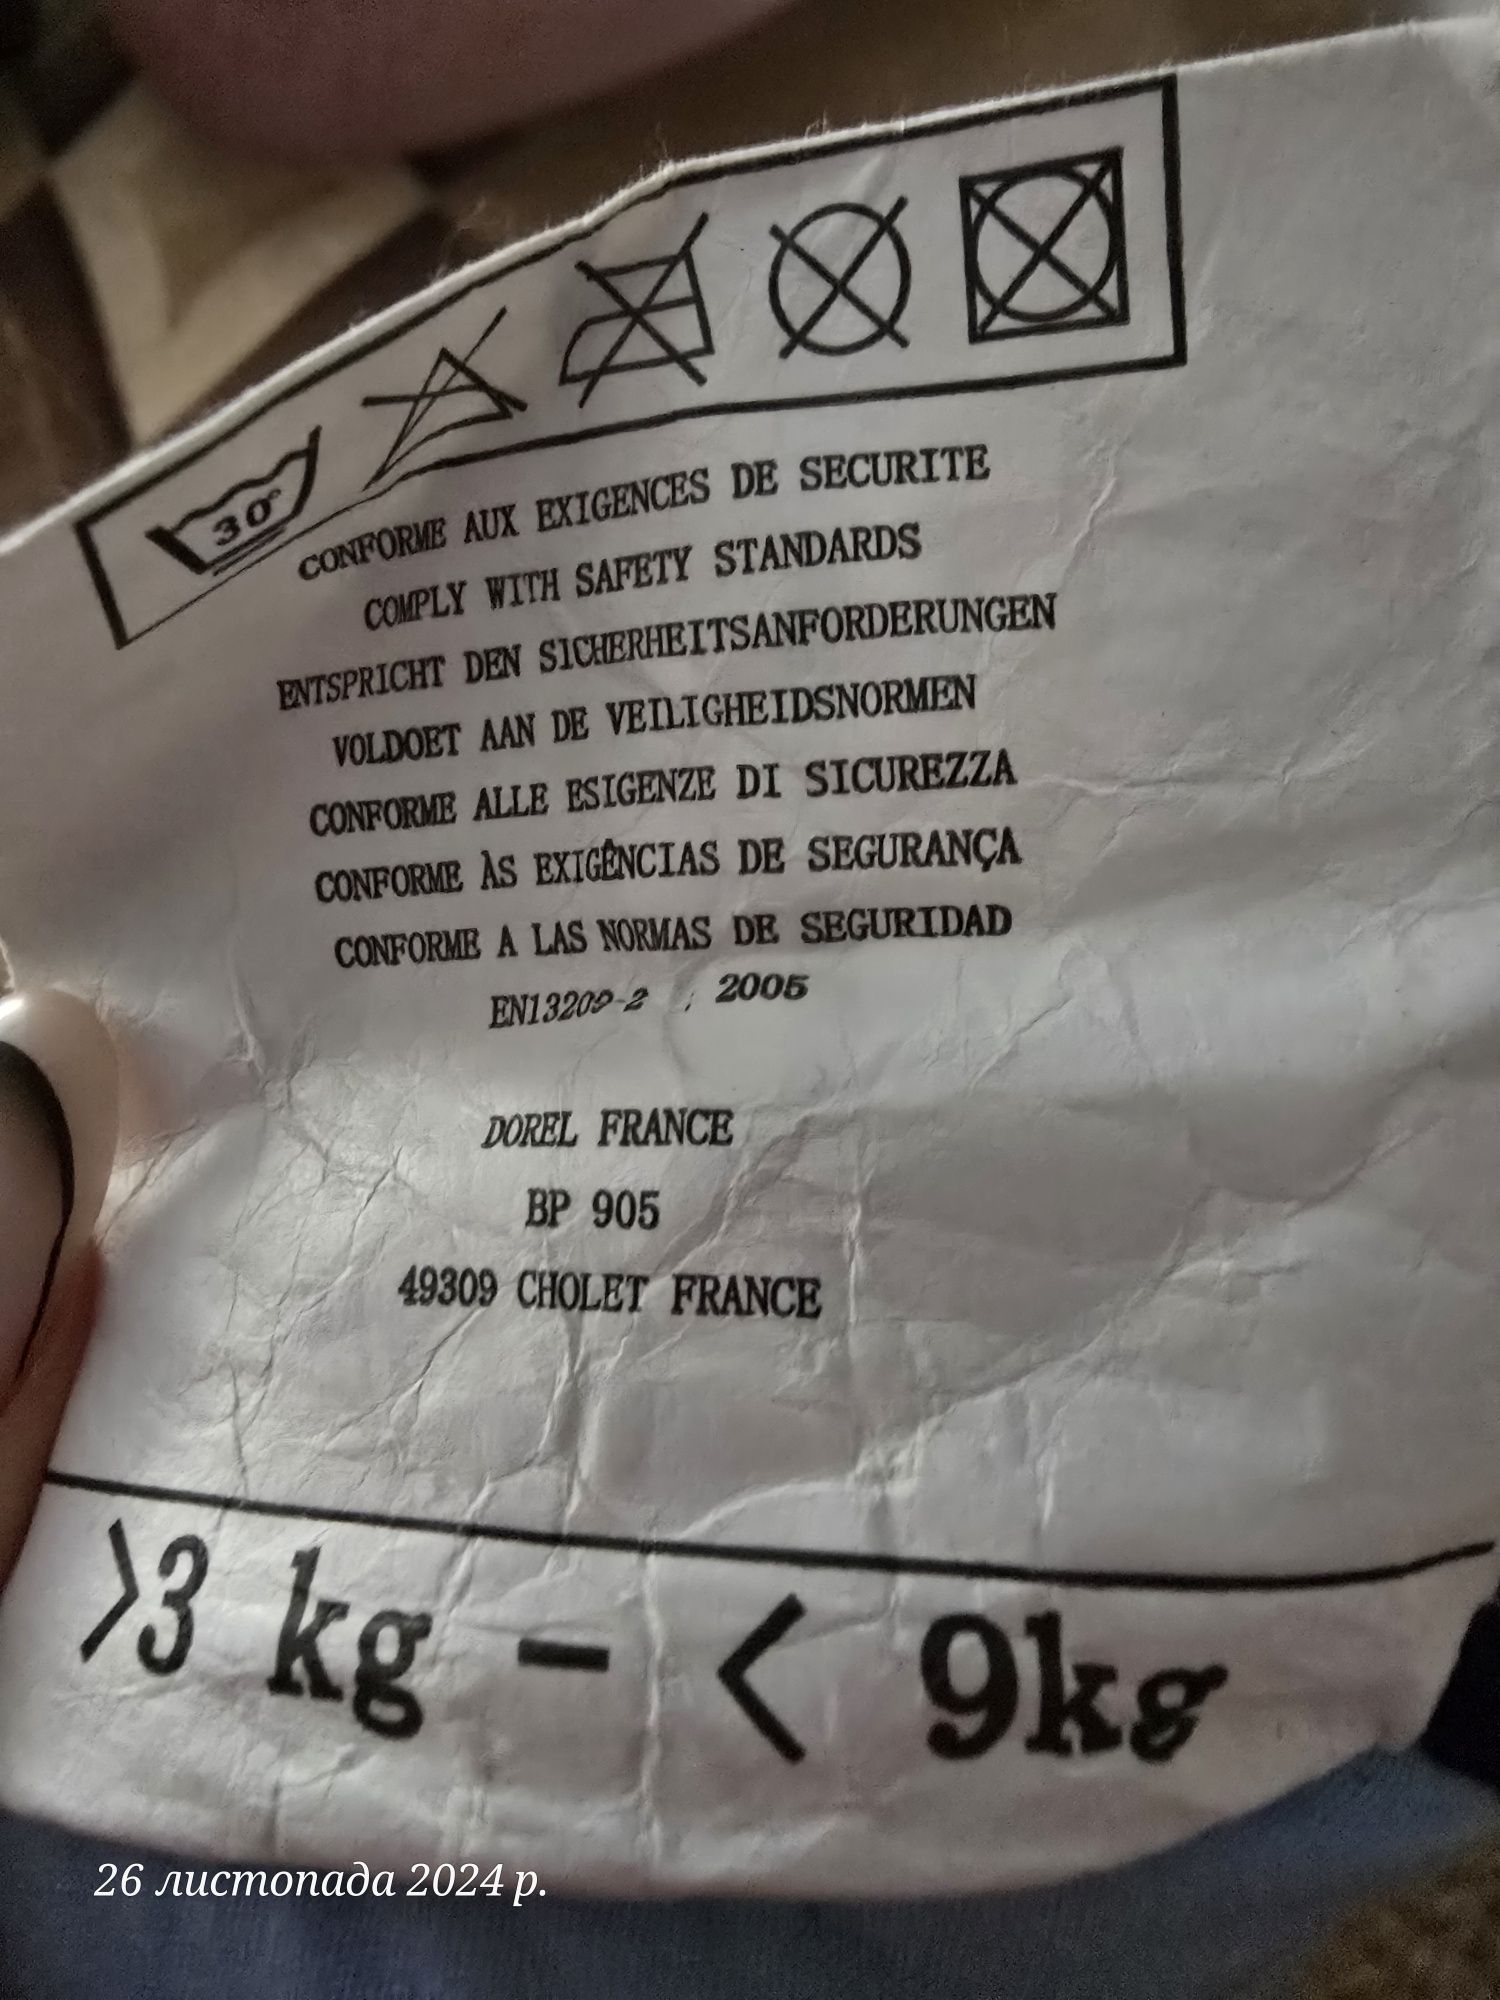 30°
CONFORME AUX EXIGENCES DE SECURITE
COMPLY WITH SAFETY STANDARDS
ENTSPRICHT DEN SICHERHEITSANFORDERUNGEN
VOLDOET AAN DE VEILIGHEIDSNORMEN
CONFORME ALLE ESIGENZE DI SICUREZZA
CONFORME ÀS EXIGÊNCIAS DE SEGURANÇA
CONFORME A LAS NORMAS DE SEGURIDAD
EN13209-2 : 2005
DOREL FRANCE
BP 905
49309 CHOLET FRANCE
>3 kg - < 9kg
26 листопада 2024 р.